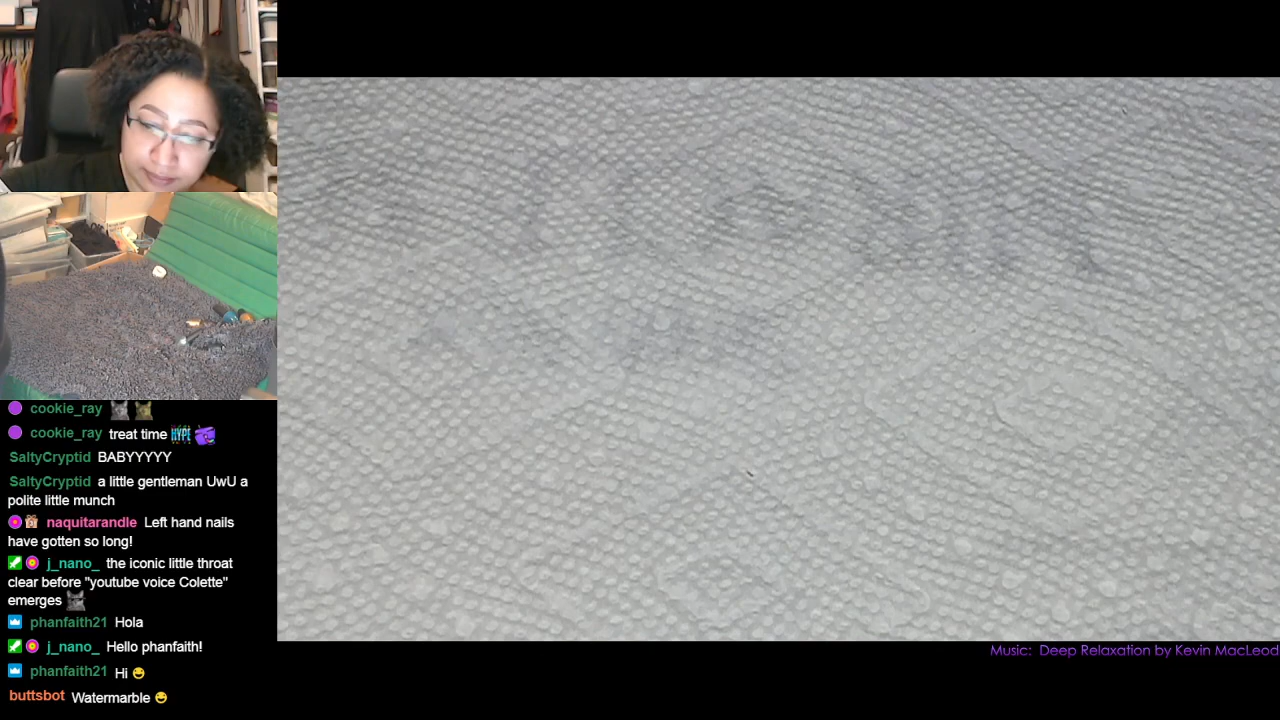 cookie_ray
cookie_ray treat time HYPE
SaltyCryptid BABYYYYY
SaltyCryptid a little gentleman UwU a
polite little munch
naquitarandle Left hand nails
have gotten so long!
j_nano_ the iconic little throat
clear before "youtube voice Colette"
emerges
phanfaith21 Hola
j_nano_ Hello phanfaith!
phanfaith21 Hi
buttsbot Watermarble
Music: Deep Relaxation by Kevin MacLeod